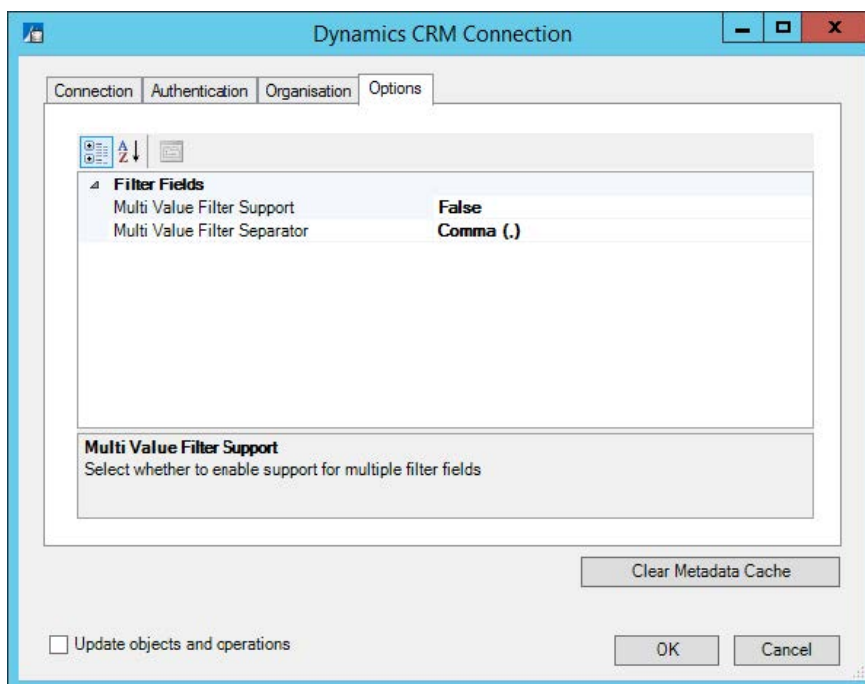 Dynamics CRM Connection
Connection Authentication Organisation Options
A Z
Filter Fields
Multi Value Filter Support False
Multi Value Filter Separator Comma (.)
Multi Value Filter Support
Select whether to enable support for multiple filter fields
Clear Metadata Cache
Update objects and operations OK Cancel